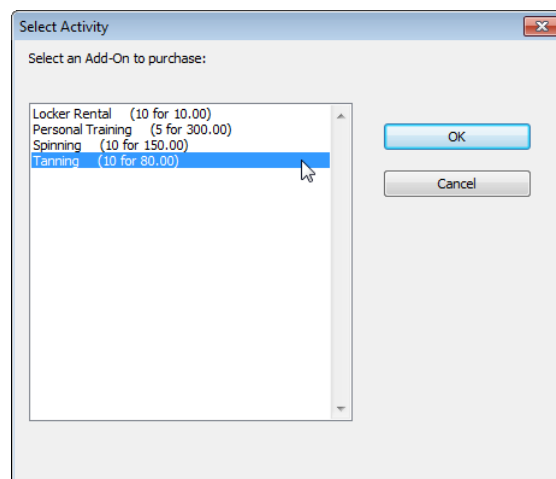 Select Activity
Select an Add-On to purchase:
Locker Rental (10 for 10.00)
Personal Training (5 for 300.00)
Spinning (10 for 150.00)
Tanning (10 for 80.00)
OK
Cancel